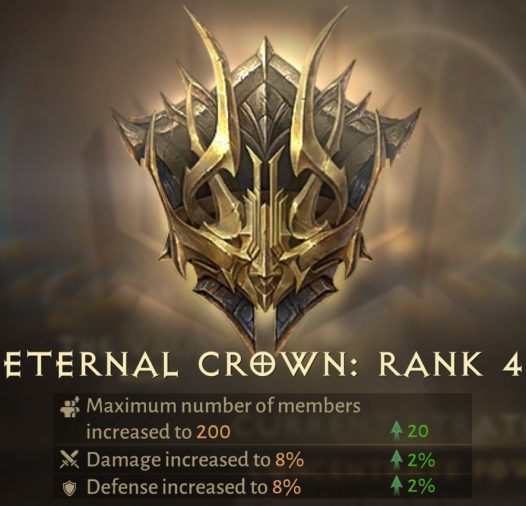 ETERNAL CROWN: RANK 4
Maximum number of members
increased to 200 20
Damage increased to 8% 2%
Defense increased to 8% 2%